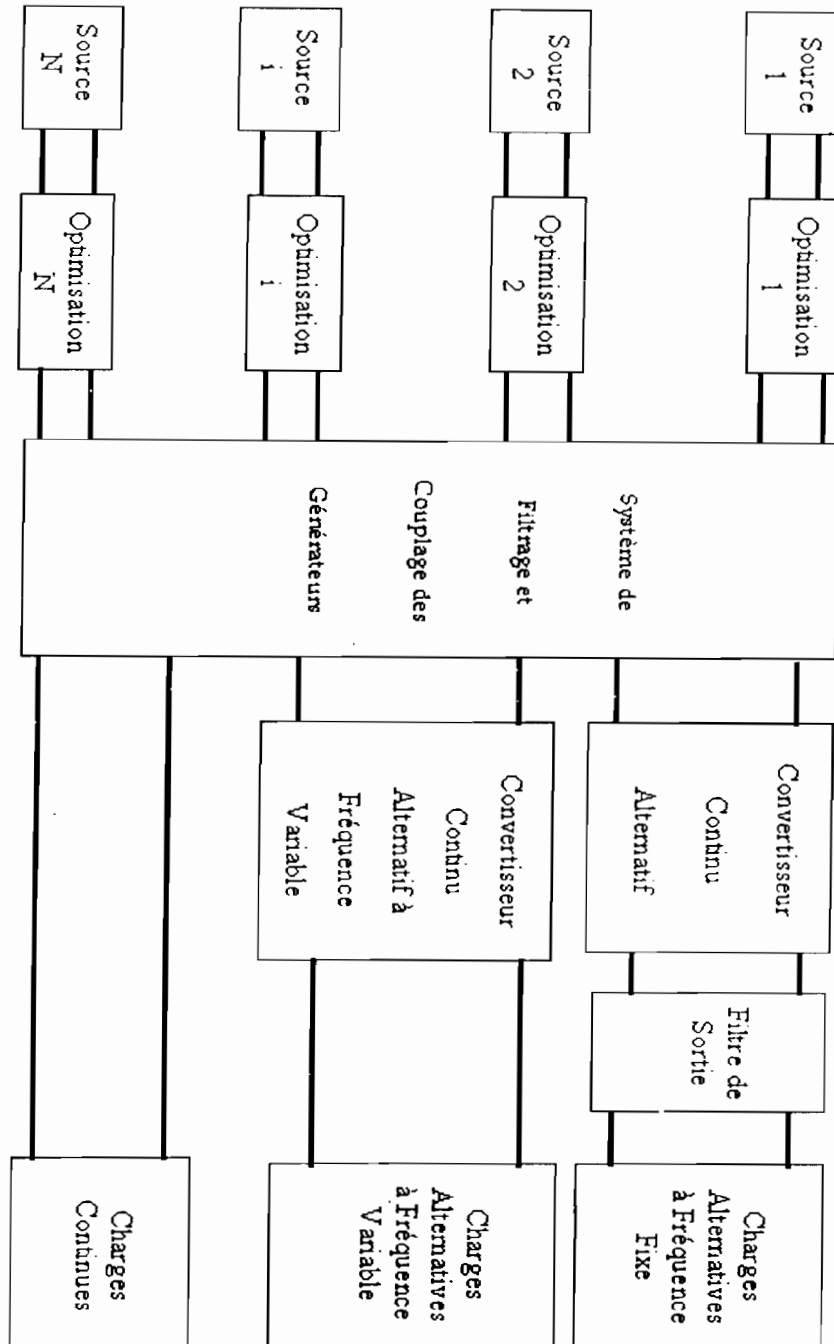 Source
1
Optimisation
1
Source
2
Optimisation
2
Source
i
Optimisation
i
Source
N
Optimisation
N
Système de
Filtrage et
Couplage des
Générateurs
Convertisseur
Continu
Alternatif
Filtre de
Sortie
Charges
Alternatives
à Fréquence
Fixe
Convertisseur
Continu
Alternatif à
Fréquence
Variable
Charges
Alternatives
à Fréquence
Variable
Charges
Continues